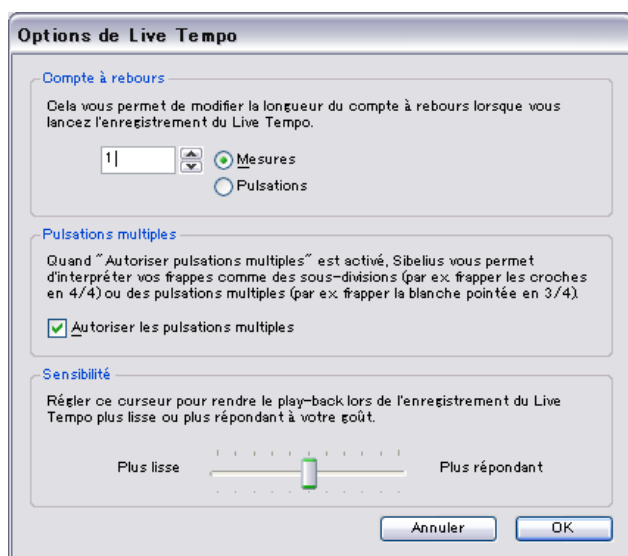 Options de Live Tempo
Compte à rebours
Cela vous permet de modifier la longueur du compte à rebours lorsque vous
lancez l'enregistrement du Live Tempo.
1
Mesures
Pulsations
Pulsations multiples
Quand "Autoriser pulsations multiples" est activé, Sibelius vous permet
d'interpréter vos frappes comme des sous-divisions (par ex. frapper les croches
en 4/4) ou des pulsations multiples (par ex. frapper la blanche pointée en 3/4).
Autoriser les pulsations multiples
Sensibilité
Régler ce curseur pour rendre le play-back lors de l'enregistrement du Live
Tempo plus lisse ou plus répondant à votre goût.
Plus lisse Plus répondant
Annuler OK